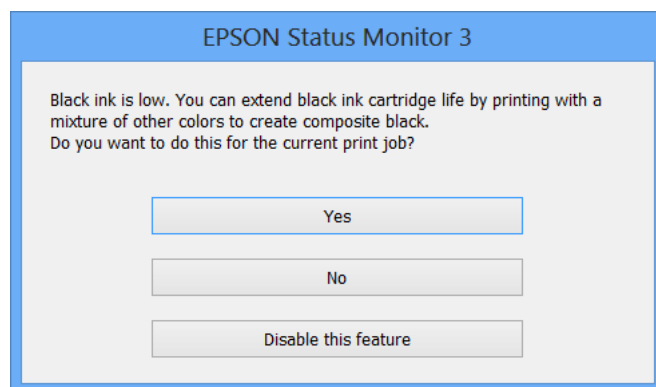 EPSON Status Monitor 3
Black ink is low. You can extend black ink cartridge life by printing with a
mixture of other colors to create composite black.
Do you want to do this for the current print job?
Yes
No
Disable this feature